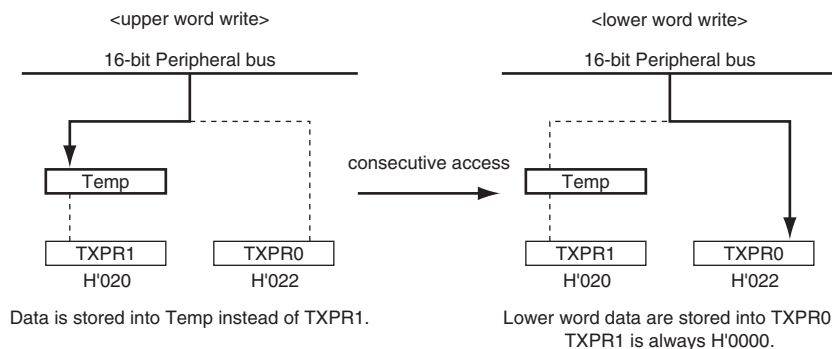 <upper word write>
16-bit Peripheral bus
Temp
TXPR1 TXPR0
H'020 H'022
Data is stored into Temp instead of TXPR1.
consecutive access
<lower word write>
16-bit Peripheral bus
Temp
TXPR1 TXPR0
H'020 H'022
Lower word data are stored into TXPR0.
TXPR1 is always H'0000.